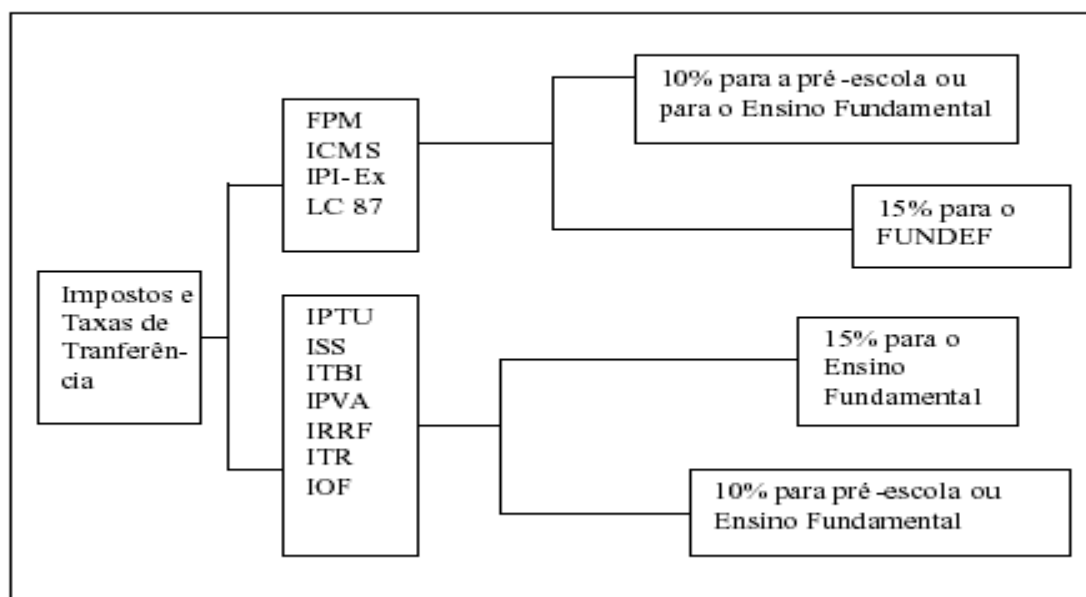 Impostos e
Taxas de
Tranferên-
cia
FPM
ICMS
IPI-Ex
LC 87
IPTU
ISS
ITBI
IPVA
IRRF
ITR
IOF
10% para a pré-escola ou
para o Ensino Fundamental
15% para o
FUNDEF
15% para o
Ensino
Fundamental
10% para pré-escola ou
Ensino Fundamental